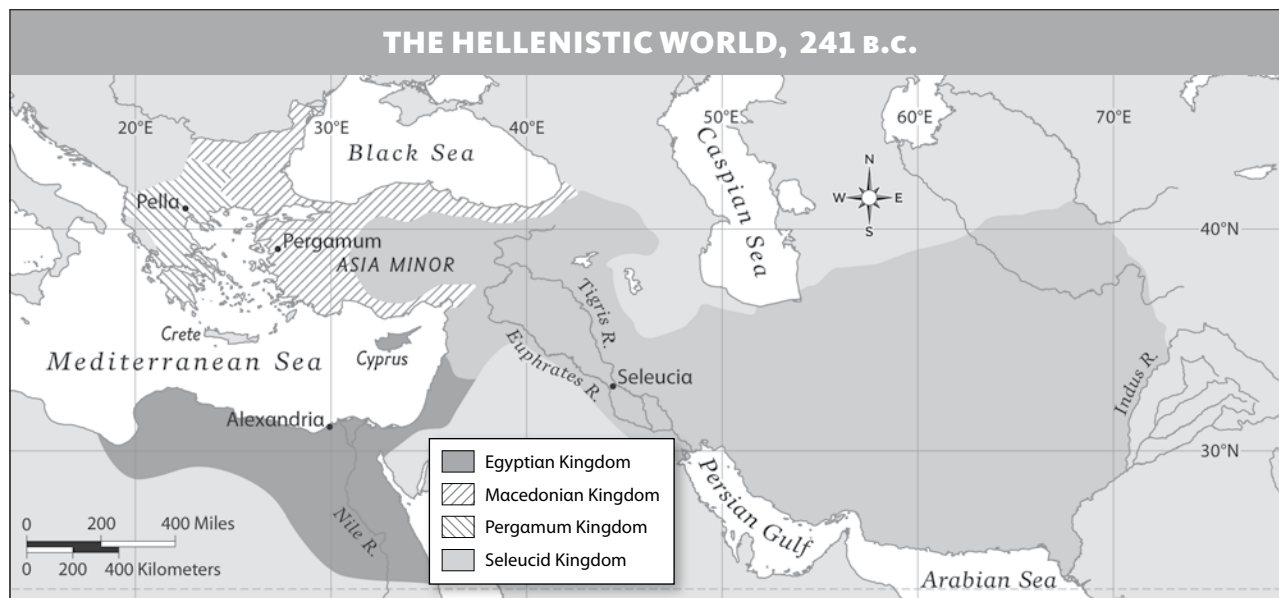 THE HELLENISTIC WORLD, 241 B.C.
20°E
30°E
40°E
50°E
60°E
70°E
Black Sea
Caspian Sea
N
W
E
S
Pella
40°N
Pergamum
ASIA MINOR
Tigris R.
Crete
Cyprus
Mediterranean Sea
Euphrates R.
Seleucia
Indus R.
Alexandria
30°N
Egyptian Kingdom
Macedonian Kingdom
Pergamum Kingdom
Seleucid Kingdom
Persian Gulf
Nile R.
0 200 400 Miles
0 200 400 Kilometers
Arabian Sea